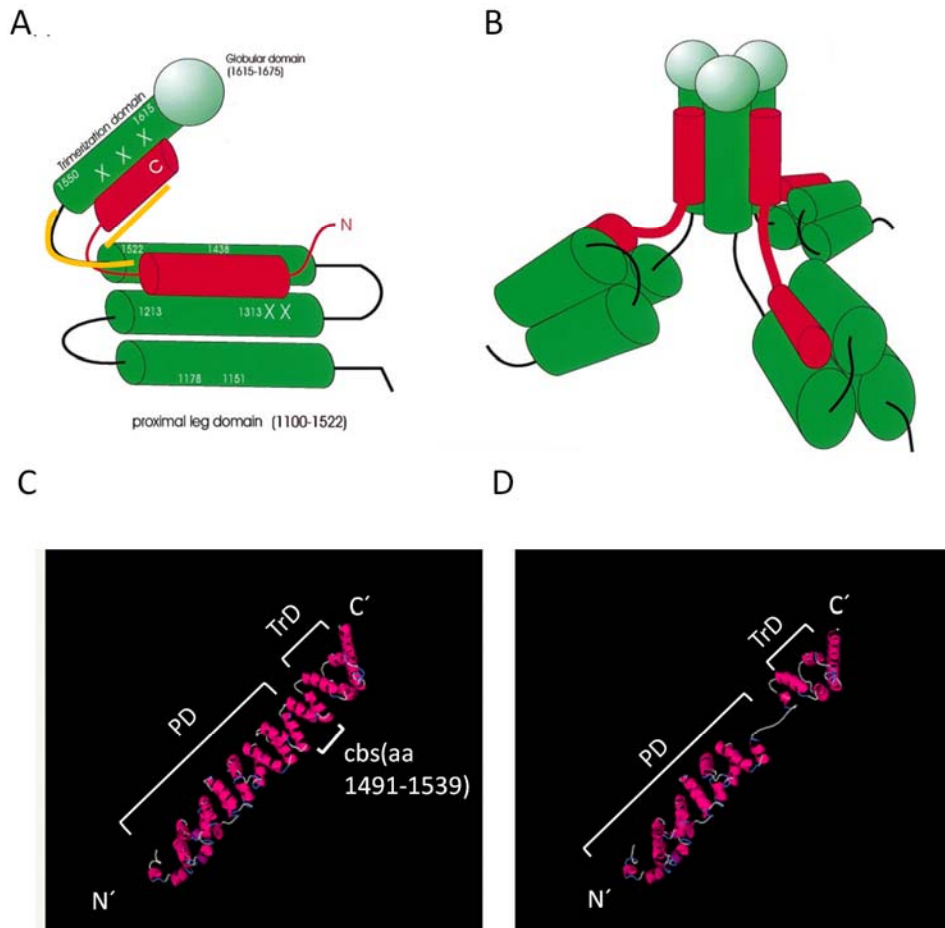 A
Globular domain
(1615-1675)
Trimerization domain
1615
1550
X X X
C
N
1522 1438
1213 1313 X X
1178 1151
proximal leg domain (1100-1522)
B
C
C´
TrD
PD
cbs(aa
1491-1539)
N´
D
C´
TrD
PD
N´